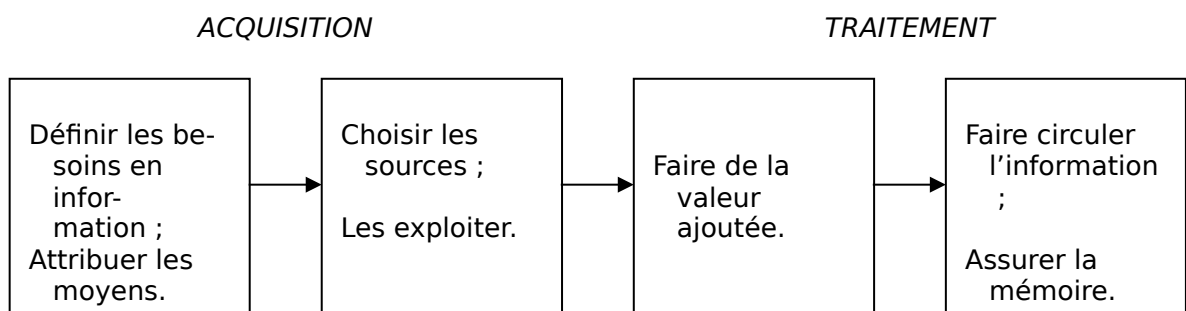 ACQUISITION
TRAITEMENT
Définir les be-
soins en
infor-
mation ;
Attribuer les
moyens.
Choisir les
sources ;
Les exploiter.
Faire de la
valeur
ajoutée.
Faire circuler
l’information
;
Assurer la
mémoire.